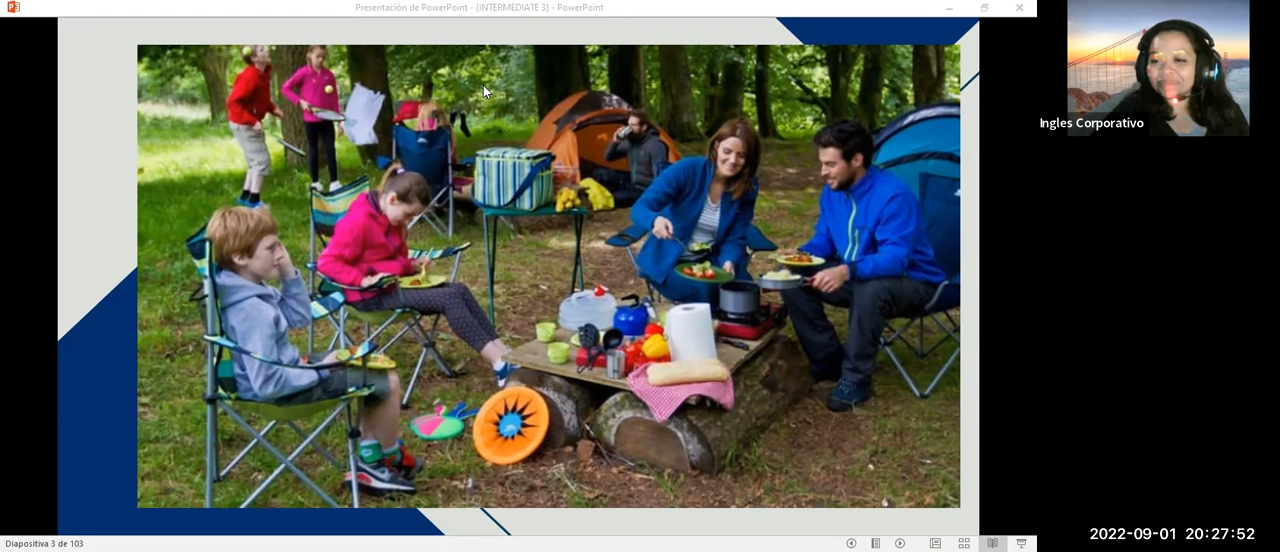 Presentación de PowerPoint - [INTERMEDIATE 3] - PowerPoint
Ingles Corporativo
Diapositiva 3 de 103
2022-09-01 20:27:52